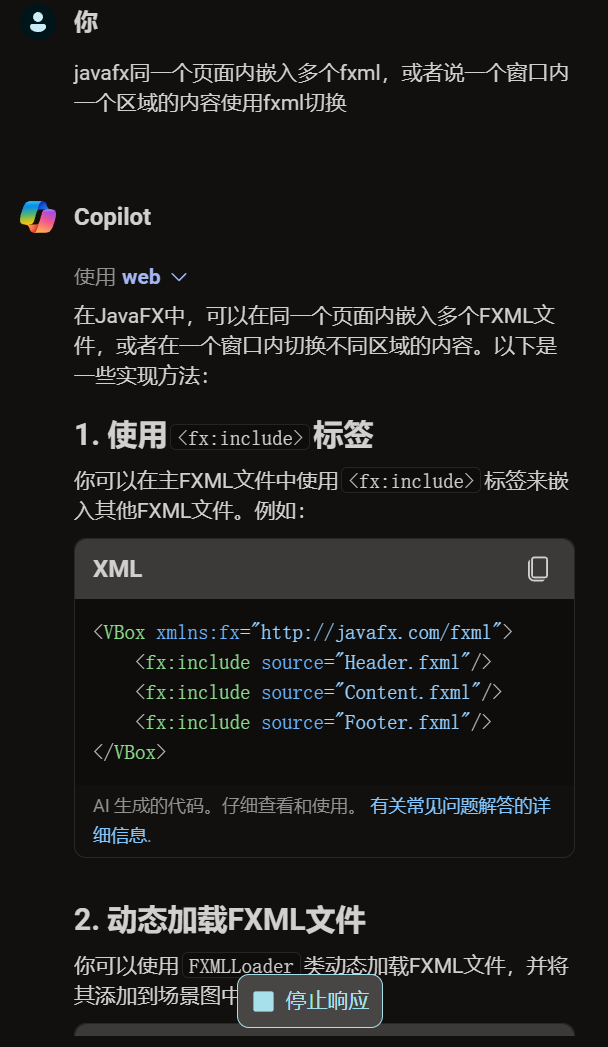 你
javafx同一个页面内嵌入多个fxml，或者说一个窗口内
一个区域的内容使用fxml切换
Copilot
使用 web
在JavaFX中，可以在同一个页面内嵌入多个FXML文
件，或者在一个窗口内切换不同区域的内容。以下是
一些实现方法：
1. 使用 <fx:include> 标签
你可以在主FXML文件中使用 <fx:include> 标签来嵌
入其他FXML文件。例如：
XML
<VBox xmlns:fx="http://javafx.com/fxml">
    <fx:include source="Header.fxml"/>
    <fx:include source="Content.fxml"/>
    <fx:include source="Footer.fxml"/>
</VBox>
AI 生成的代码。仔细查看和使用。 有关常见问题解答的详
细信息.
2. 动态加载FXML文件
你可以使用 FXMLLoader 类动态加载FXML文件，并将
其添加到场景图中
停止响应